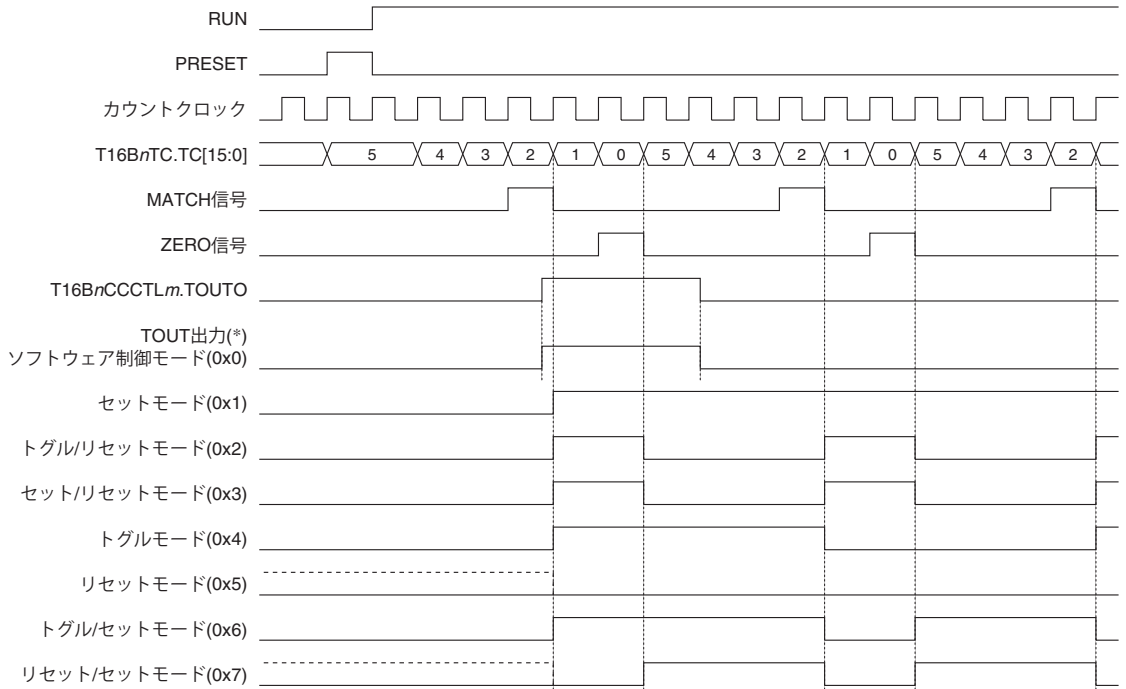 RUN
PRESET
カウントクロック
T16BnTC.TC[15:0] 5 4 3 2 1 0 5 4 3 2 1 0 5 4 3 2
MATCH信号
ZERO信号
T16BnCCCTLm.TOUTO
TOUT出力(*)
ソフトウェア制御モード(0x0)
セットモード(0x1)
トグル/リセットモード(0x2)
セット/リセットモード(0x3)
トグルモード(0x4)
リセットモード(0x5)
トグル/セットモード(0x6)
リセット/セットモード(0x7)